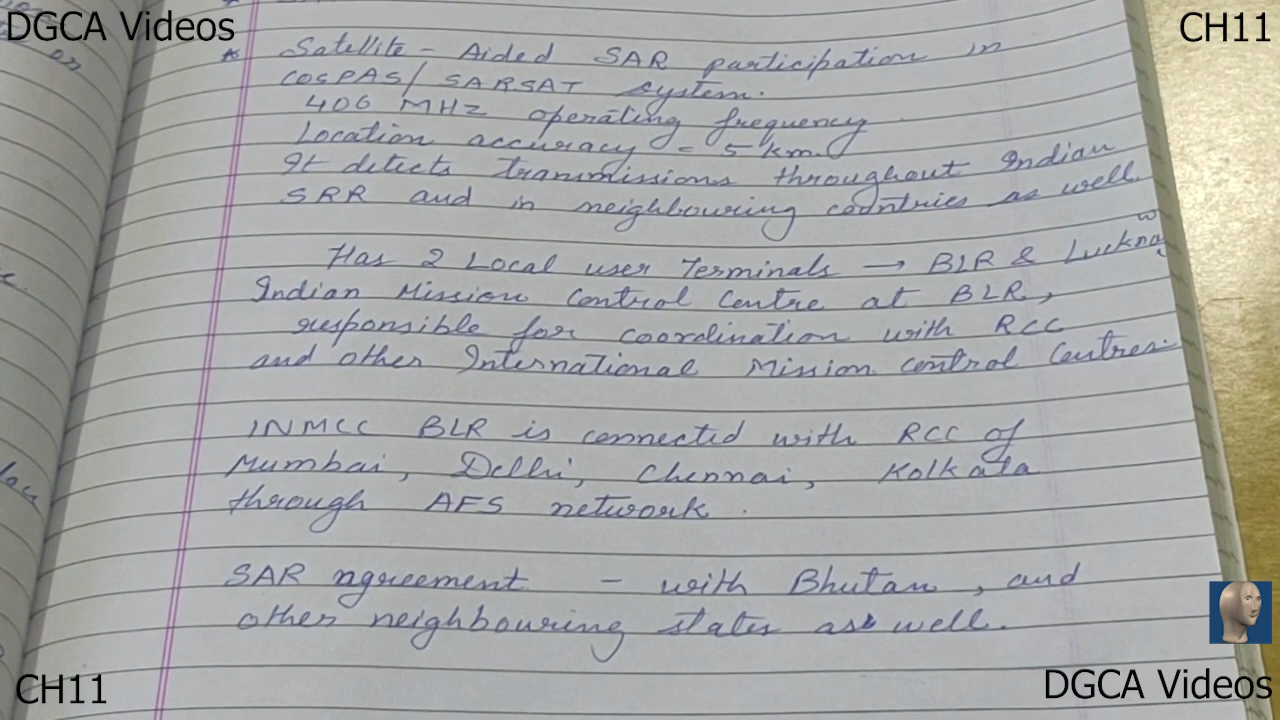 DGCA Videos
CH11
* Satellite - Aided SAR participation in
COSPAS/SARSAT system.
406 MHz operating frequency
Location accuracy = 5 km.
It detects transmissions throughout Indian
SRR and in neighbouring countries as well.
Has 2 Local user Terminals → BLR & Lucknow
Indian Mission Control Centre at BLR,
responsible for coordination with RCC
and other International Mission control Centres.
INMCC BLR is connected with RCC of
Mumbai, Delhi, Chennai, Kolkata
through AFS network.
SAR agreement - with Bhutan, and
other neighbouring states as well.
CH11
DGCA Videos